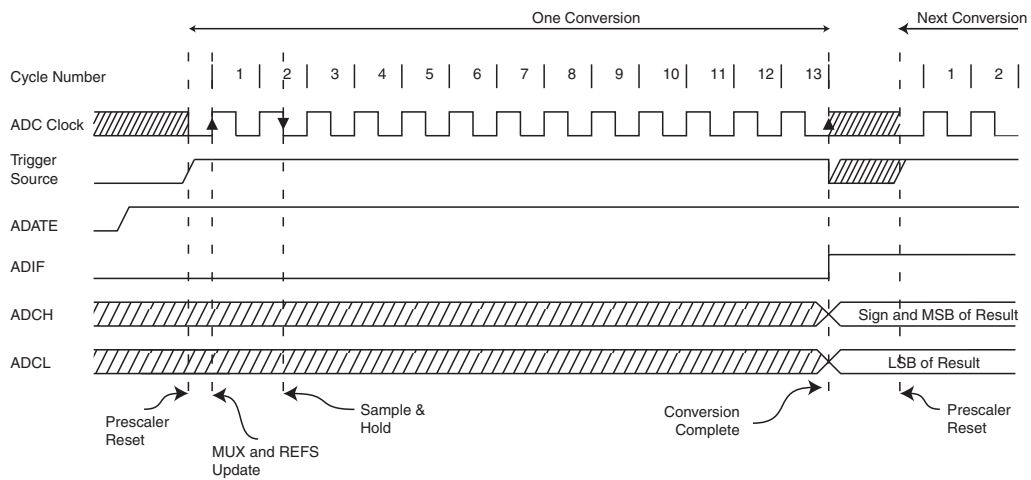 One Conversion
Next Conversion
Cycle Number
1 2 3 4 5 6 7 8 9 10 11 12 13 1 2
ADC Clock
Trigger
Source
ADATE
ADIF
ADCH
Sign and MSB of Result
ADCL
LSB of Result
Prescaler
Reset
MUX and REFS
Update
Sample &
Hold
Conversion
Complete
Prescaler
Reset